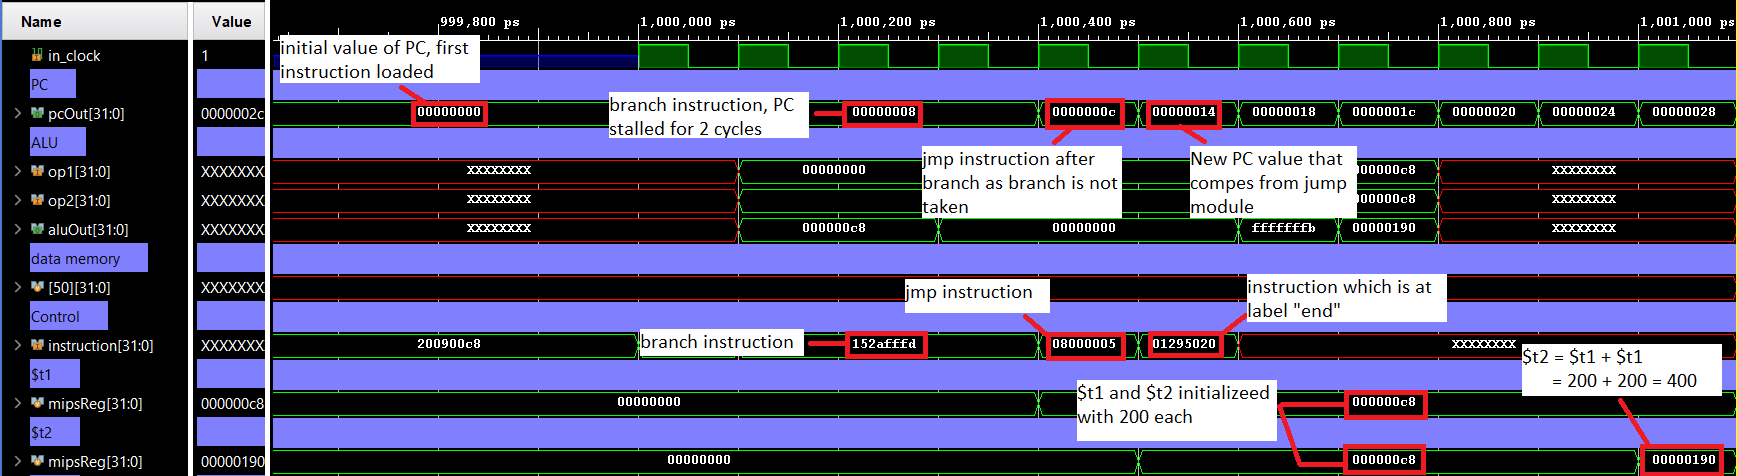 Name Value
999,800 ps 1,000,000 ps 1,000,200 ps 1,000,400 ps 1,000,600 ps 1,000,800 ps 1,001,000 ps
in_clock 1
initial value of PC, first
instruction loaded
PC
branch instruction, PC
stalled for 2 cycles
pcOut[31:0] 0000002c 00000000 00000008 0000000c 00000014 00000018 0000001c 00000020 00000024 00000028
ALU
jmp instruction after
branch as branch is not
taken
New PC value that
compes from jump
module
op1[31:0] XXXXXXXX XXXXXXXX 00000000 000000c8 XXXXXXXX
op2[31:0] XXXXXXXX XXXXXXXX 000000c8 XXXXXXXX
aluOut[31:0] XXXXXXXX XXXXXXXX 000000c8 00000000 fffffffb 00000190 XXXXXXXX
data memory
[50][31:0] XXXXXXXX
jmp instruction
instruction which is at
label "end"
Control
instruction[31:0] XXXXXXXX 200900c8 branch instruction 152afffd 08000005 01295020 XXXXXXXX
$t2 = $t1 + $t1
= 200 + 200 = 400
$t1
mipsReg[31:0] 000000c8 00000000 000000c8
$t1 and $t2 initializeed
with 200 each
$t2
mipsReg[31:0] 00000190 00000000 000000c8 00000190